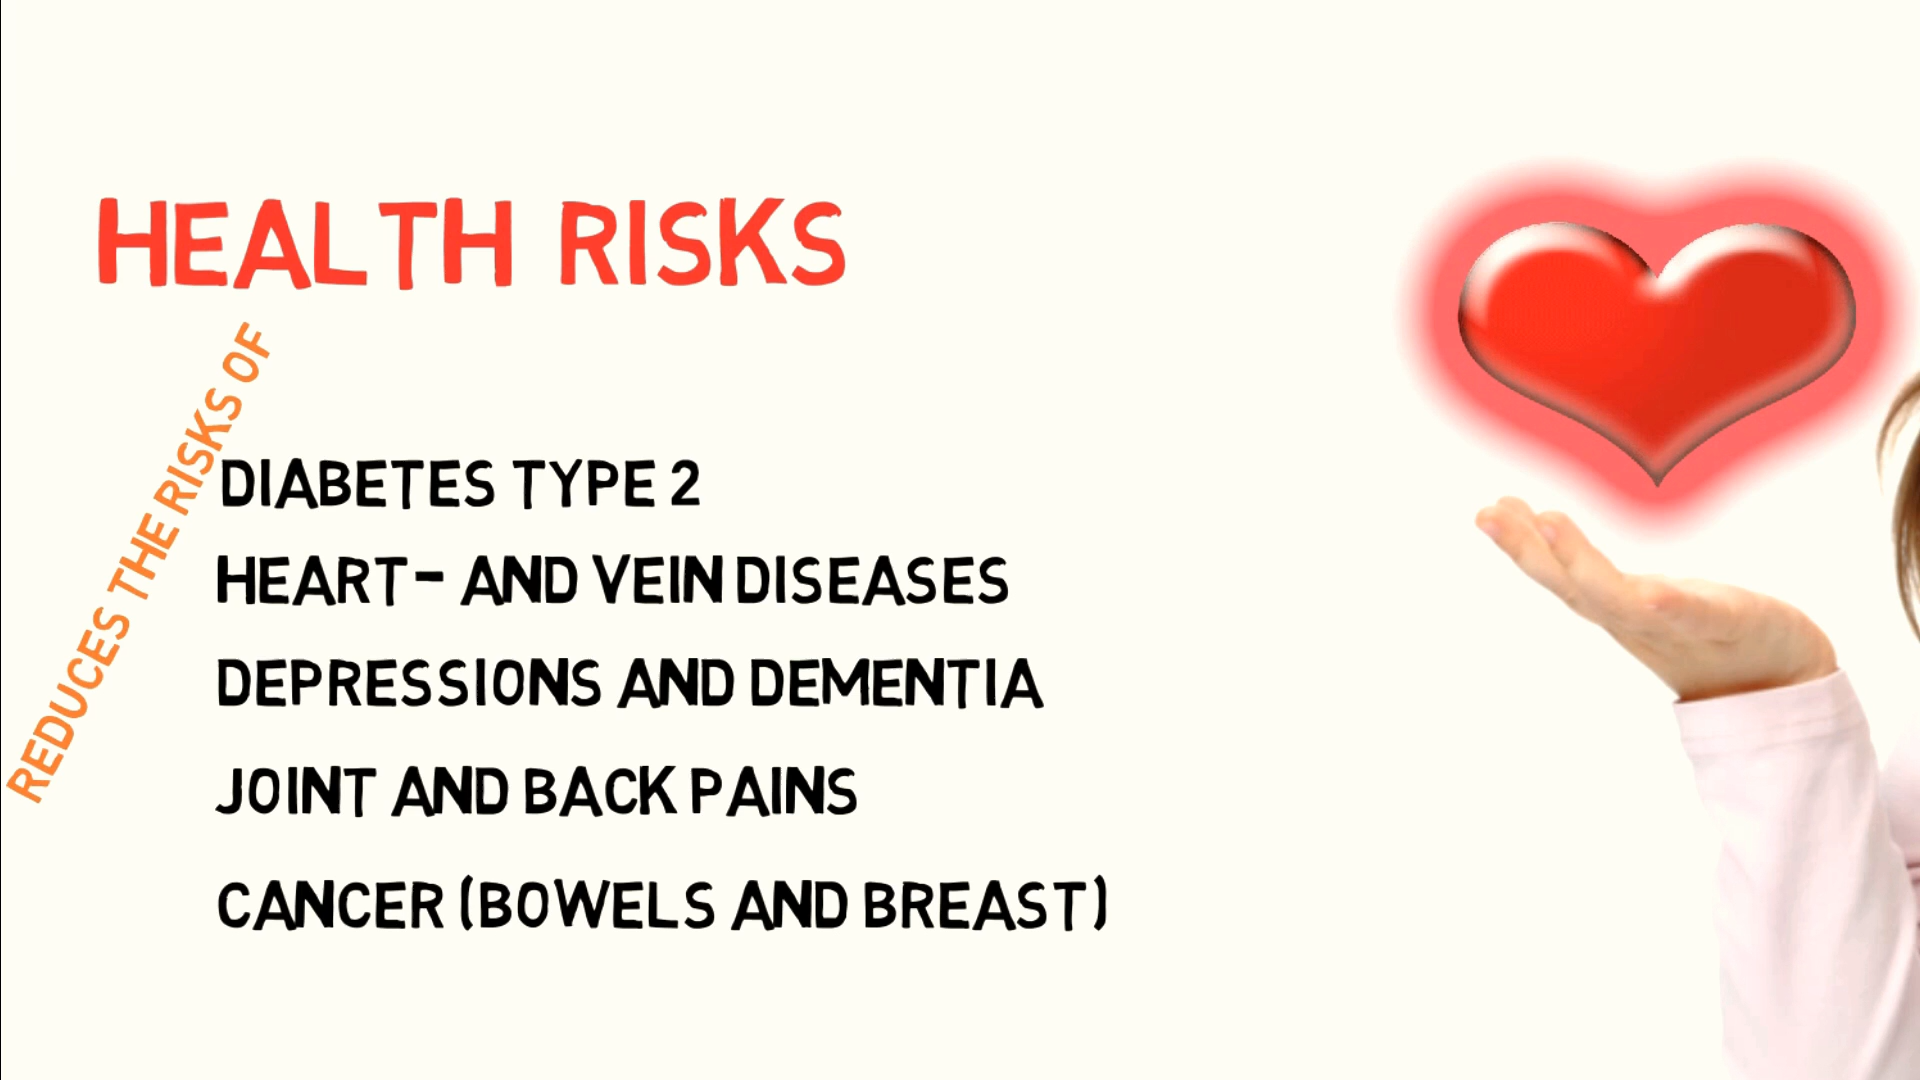 HEALTH RISKS
REDUCES THE RISKS OF
DIABETES TYPE 2
HEART- AND VEIN DISEASES
DEPRESSIONS AND DEMENTIA
JOINT AND BACK PAINS
CANCER (BOWELS AND BREAST)